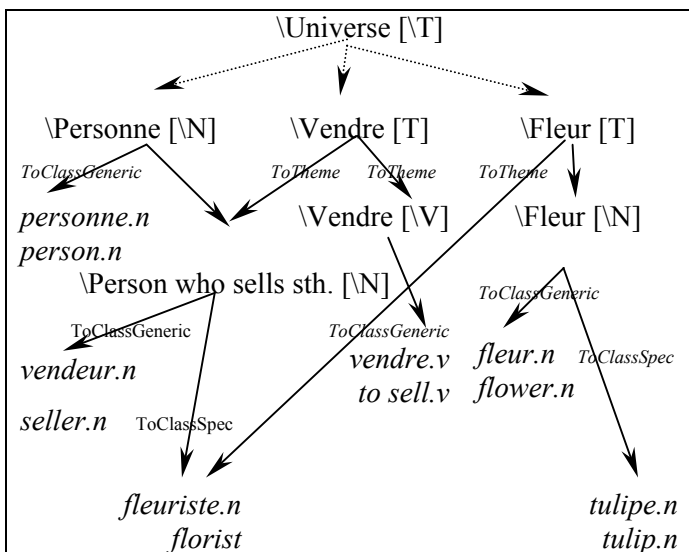 \Universe [\T]
\Personne [\N] \Vendre [T] \Fleur [T]
ToClassGeneric ToTheme ToTheme ToTheme
personne.n \Vendre [\V] \Fleur [\N]
person.n
\Person who sells sth. [\N]
ToClassGeneric
ToClassGeneric ToClassGeneric
vendeur.n vendre.v fleur.n ToClassSpec
to sell.v flower.n
seller.n ToClassSpec
fleuriste.n tulipe.n
florist tulip.n